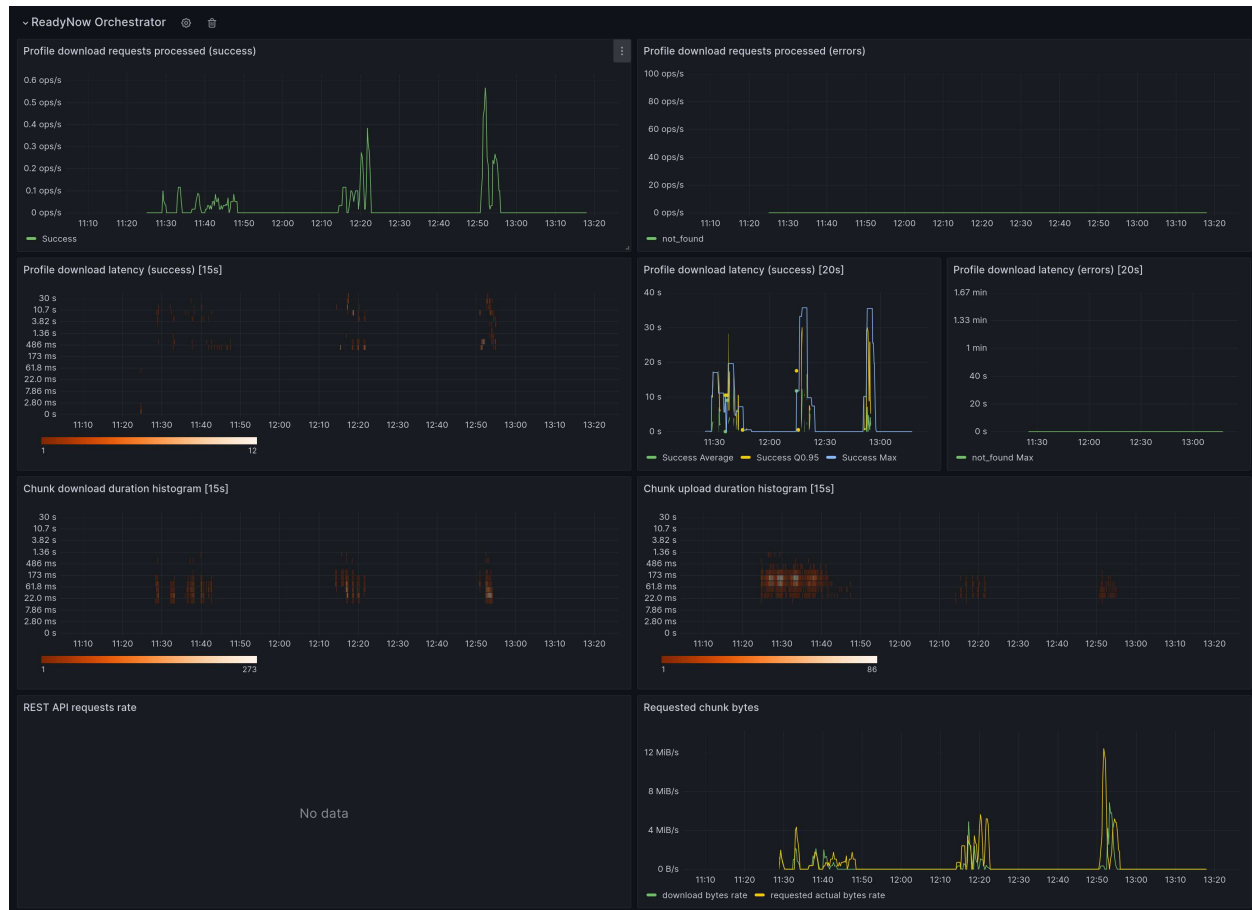 ReadyNow Orchestrator
Profile download requests processed (success)
0.6 ops/s
0.5 ops/s
0.4 ops/s
0.3 ops/s
0.2 ops/s
0.1 ops/s
0 ops/s
11:10 11:20 11:30 11:40 11:50 12:00 12:10 12:20 12:30 12:40 12:50 13:00 13:10 13:20
Success
Profile download requests processed (errors)
100 ops/s
80 ops/s
60 ops/s
40 ops/s
20 ops/s
0 ops/s
11:10 11:20 11:30 11:40 11:50 12:00 12:10 12:20 12:30 12:40 12:50 13:00 13:10 13:20
not_found
Profile download latency (success) [15s]
30 s
10.7 s
3.82 s
1.36 s
486 ms
173 ms
61.8 ms
22.0 ms
7.86 ms
2.80 ms
0 s
11:10 11:20 11:30 11:40 11:50 12:00 12:10 12:20 12:30 12:40 12:50 13:00 13:10 13:20
1 12
Profile download latency (success) [20s]
40 s
30 s
20 s
10 s
0 s
11:30 12:00 12:30 13:00
Success Average Success Q0.95 Success Max
Profile download latency (errors) [20s]
1.67 min
1.33 min
1 min
40 s
20 s
0 s
11:30 12:00 12:30 13:00
not_found Max
Chunk download duration histogram [15s]
30 s
10.7 s
3.82 s
1.36 s
486 ms
173 ms
61.8 ms
22.0 ms
7.86 ms
2.80 ms
0 s
11:10 11:20 11:30 11:40 11:50 12:00 12:10 12:20 12:30 12:40 12:50 13:00 13:10 13:20
1 273
Chunk upload duration histogram [15s]
30 s
10.7 s
3.82 s
1.36 s
486 ms
173 ms
61.8 ms
22.0 ms
7.86 ms
2.80 ms
0 s
11:10 11:20 11:30 11:40 11:50 12:00 12:10 12:20 12:30 12:40 12:50 13:00 13:10 13:20
1 86
REST API requests rate
No data
Requested chunk bytes
12 MiB/s
8 MiB/s
4 MiB/s
0 B/s
11:10 11:20 11:30 11:40 11:50 12:00 12:10 12:20 12:30 12:40 12:50 13:00 13:10 13:20
download bytes rate requested actual bytes rate